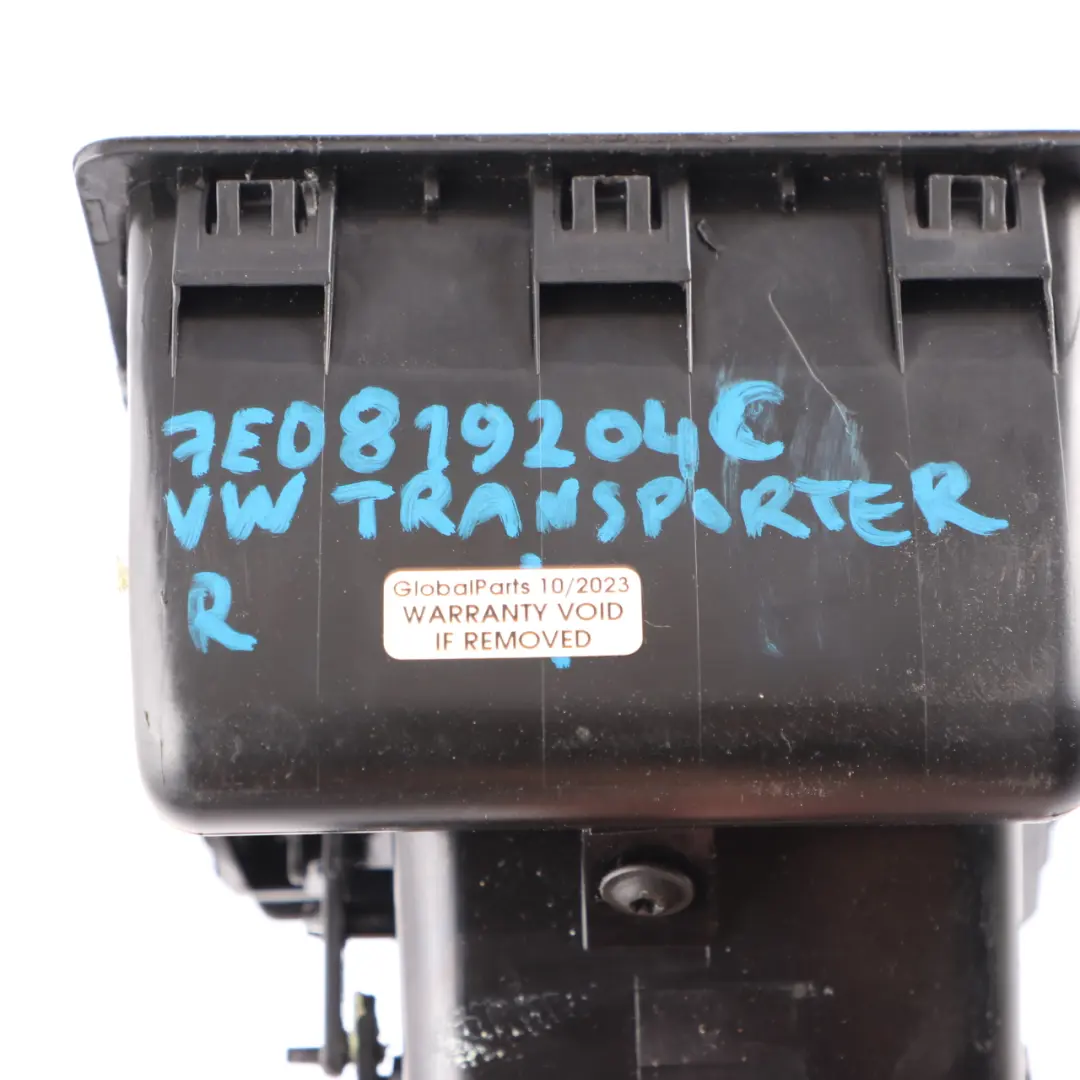 7E0819204C
VW TRANSPORTER
R
GlobalParts 10/2023
WARRANTY VOID
IF REMOVED